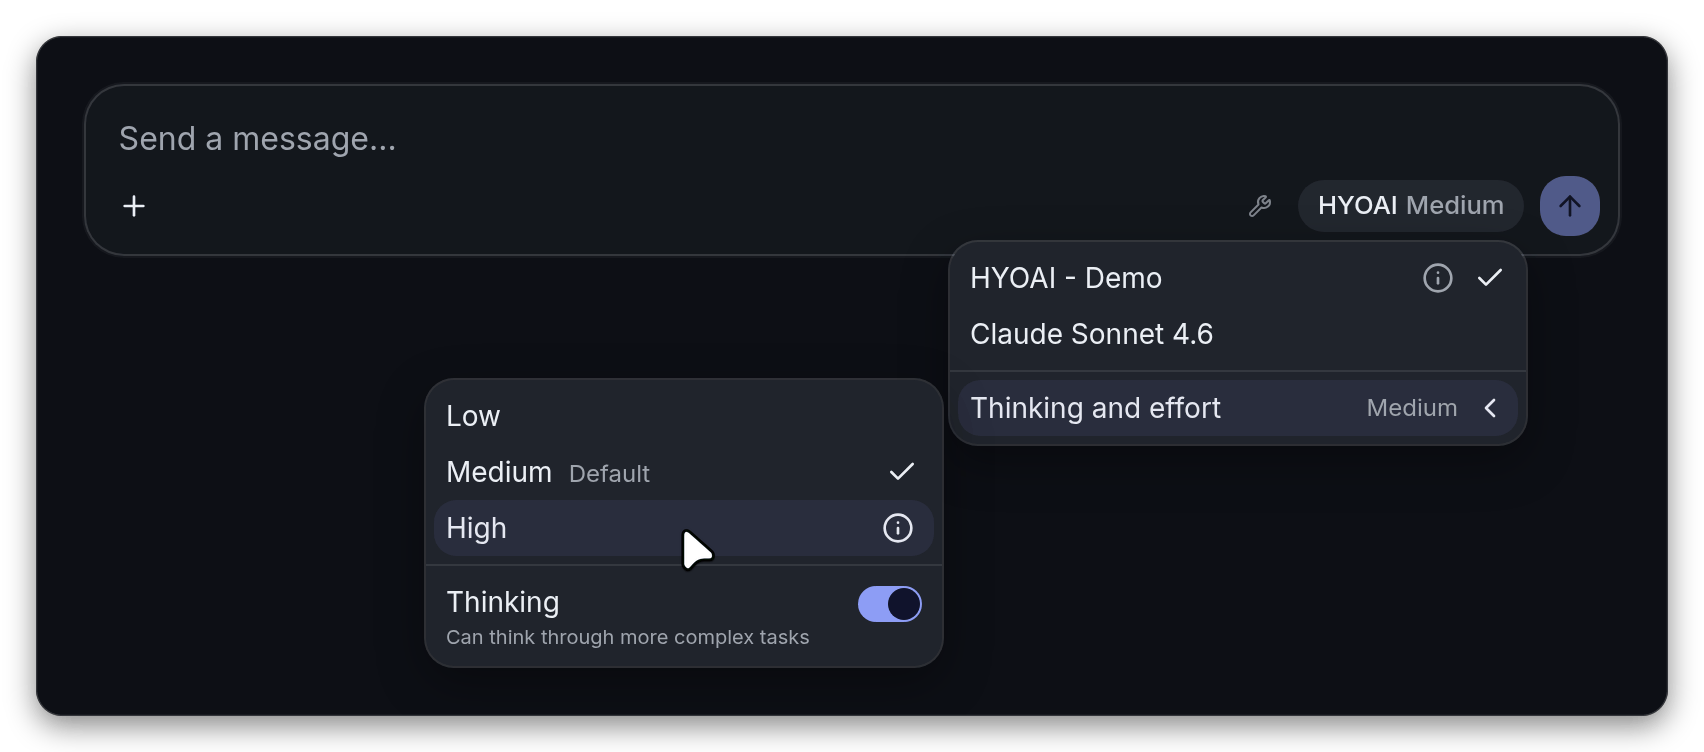 Send a message...
HYOAI Medium
HYOAI - Demo
Claude Sonnet 4.6
Thinking and effort Medium
Low
Medium Default
High
Thinking
Can think through more complex tasks